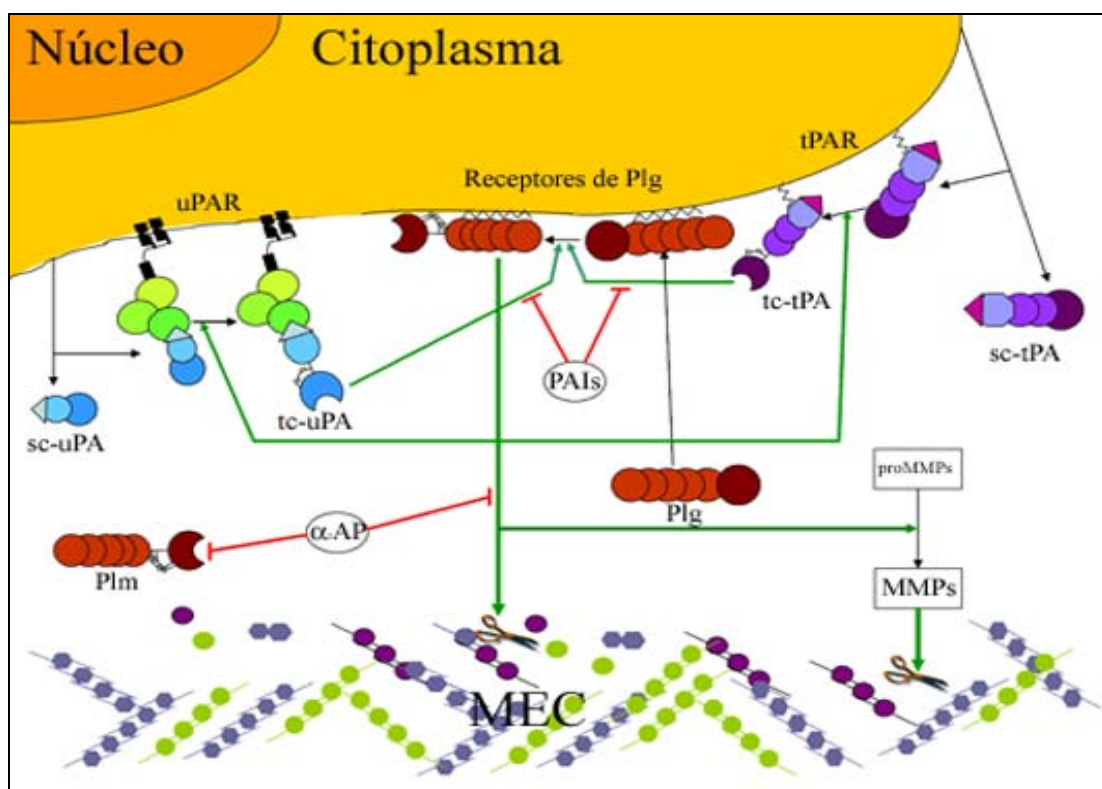 Núcleo
Citoplasma
tPAR
Receptores de Plg
uPAR
tc-tPA
sc-tPA
PAIs
tc-uPA
sc-uPA
proMMPs
Plg
α-AP
Plm
MMPs
MEC